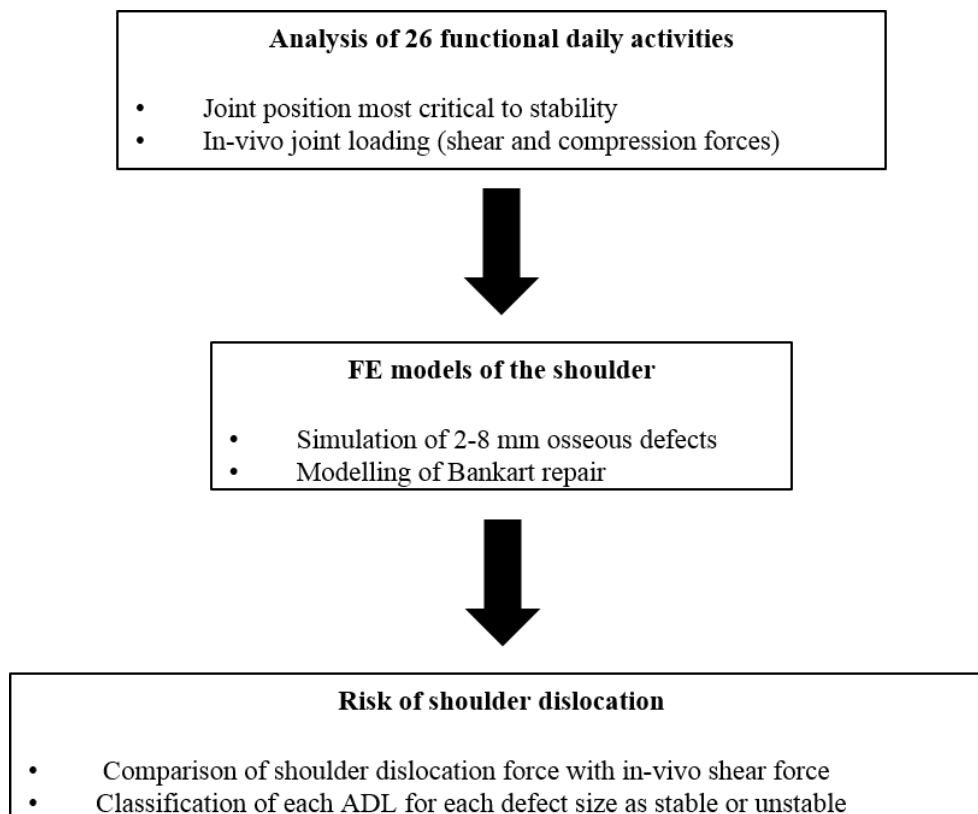 Analysis of 26 functional daily activities
• Joint position most critical to stability
• In-vivo joint loading (shear and compression forces)
FE models of the shoulder
• Simulation of 2-8 mm osseous defects
• Modelling of Bankart repair
Risk of shoulder dislocation
• Comparison of shoulder dislocation force with in-vivo shear force
• Classification of each ADL for each defect size as stable or unstable